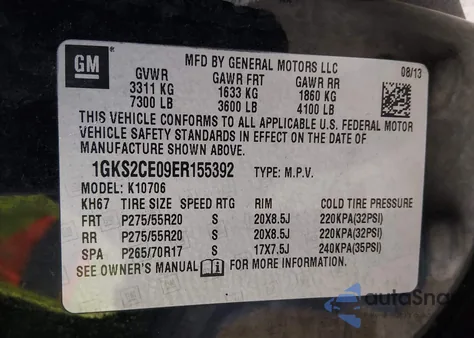 GM
MFD BY GENERAL MOTORS LLC
08/13
GVWR GAWR FRT GAWR RR
3311 KG 1633 KG 1860 KG
7300 LB 3600 LB 4100 LB
THIS VEHICLE CONFORMS TO ALL APPLICABLE U.S. FEDERAL MOTOR
VEHICLE SAFETY STANDARDS IN EFFECT ON THE DATE OF
MANUFACTURE SHOWN ABOVE.
1GKS2CE09ER155392 TYPE: M.P.V.
MODEL: K10706
KH67 TIRE SIZE SPEED RTG RIM COLD TIRE PRESSURE
FRT P275/55R20 S 20X8.5J 220KPA(32PSI)
RR P275/55R20 S 20X8.5J 220KPA(32PSI)
SPA P265/70R17 S 17X7.5J 240KPA(35PSI)
SEE OWNER'S MANUAL FOR MORE INFORMATION